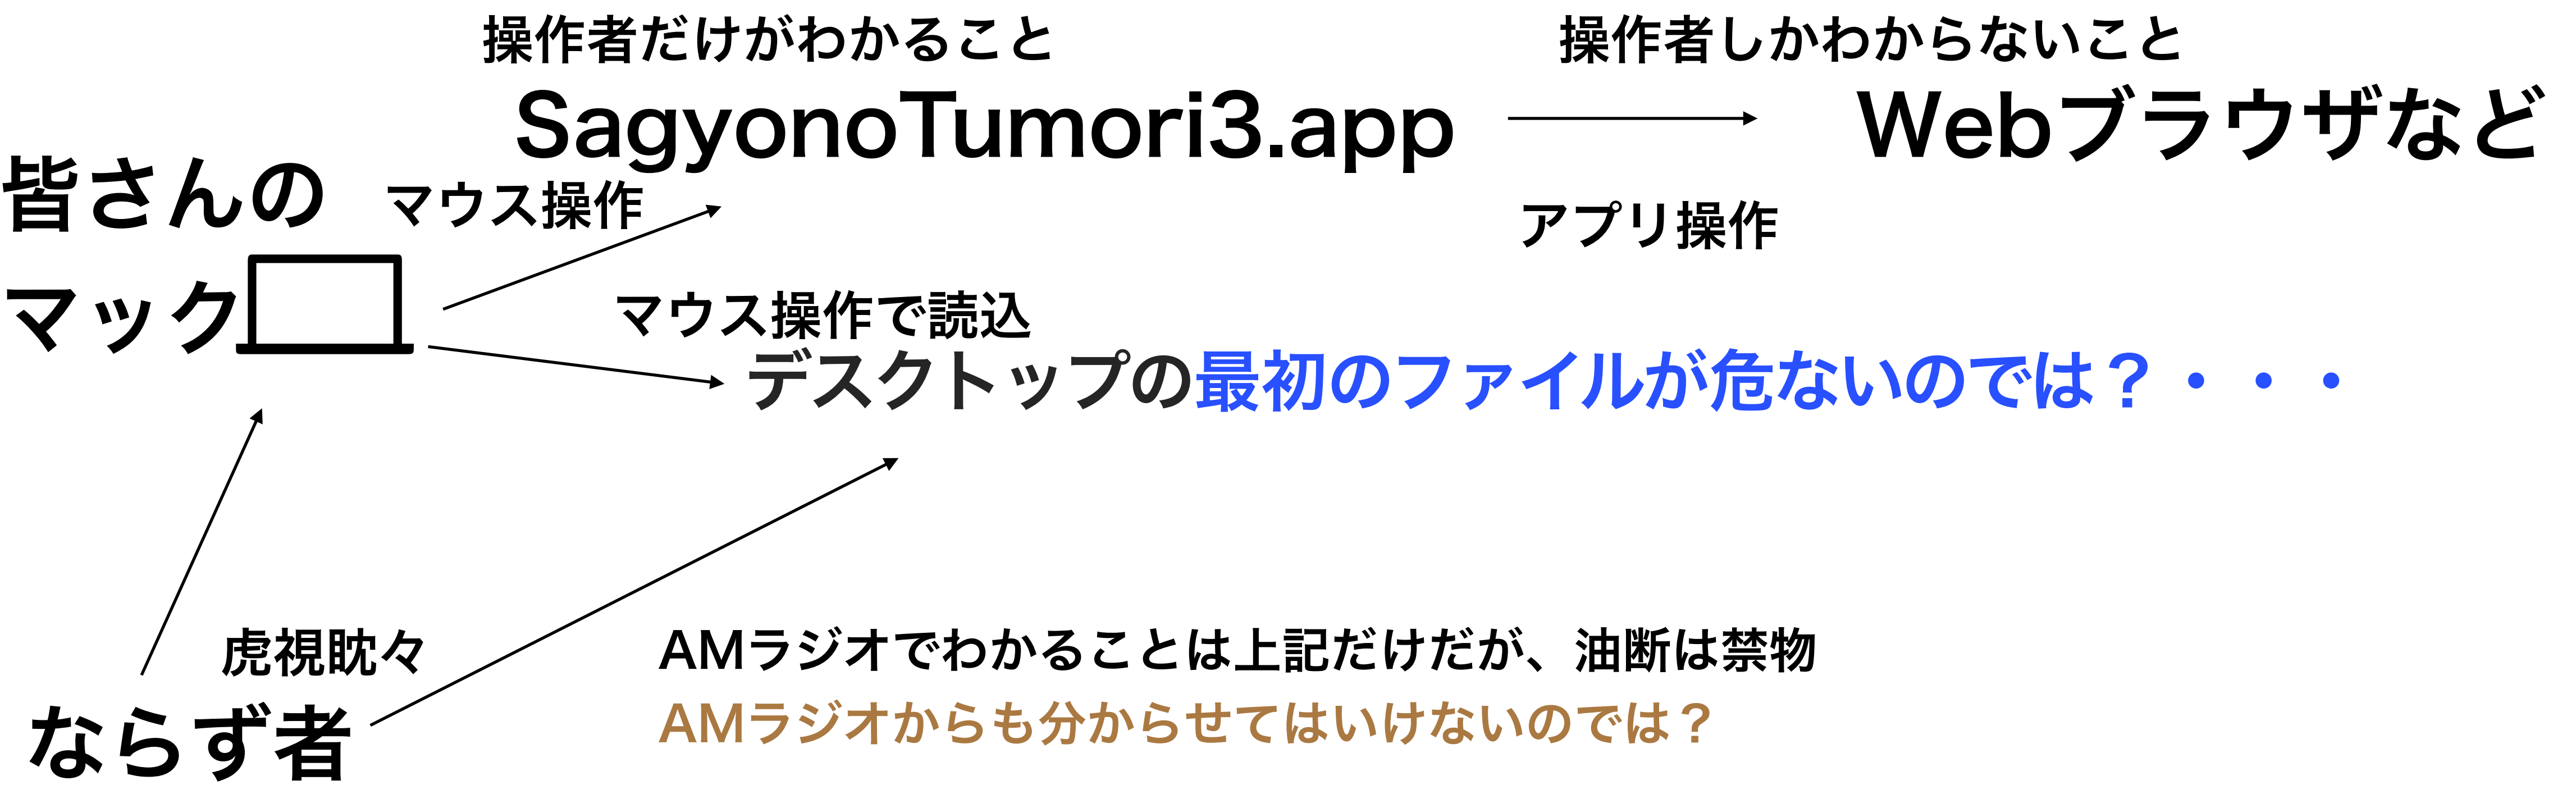 操作者だけがわかること
操作者しかわからないこと
SagyonoTumori3.app
Webブラウザなど
皆さんの
マック
マウス操作
アプリ操作
マウス操作で読込
デスクトップの最初のファイルが危ないのでは？・・・
虎視眈々
ならず者
AMラジオでわかることは上記だけだが、油断は禁物
AMラジオからも分からせてはいけないのでは？